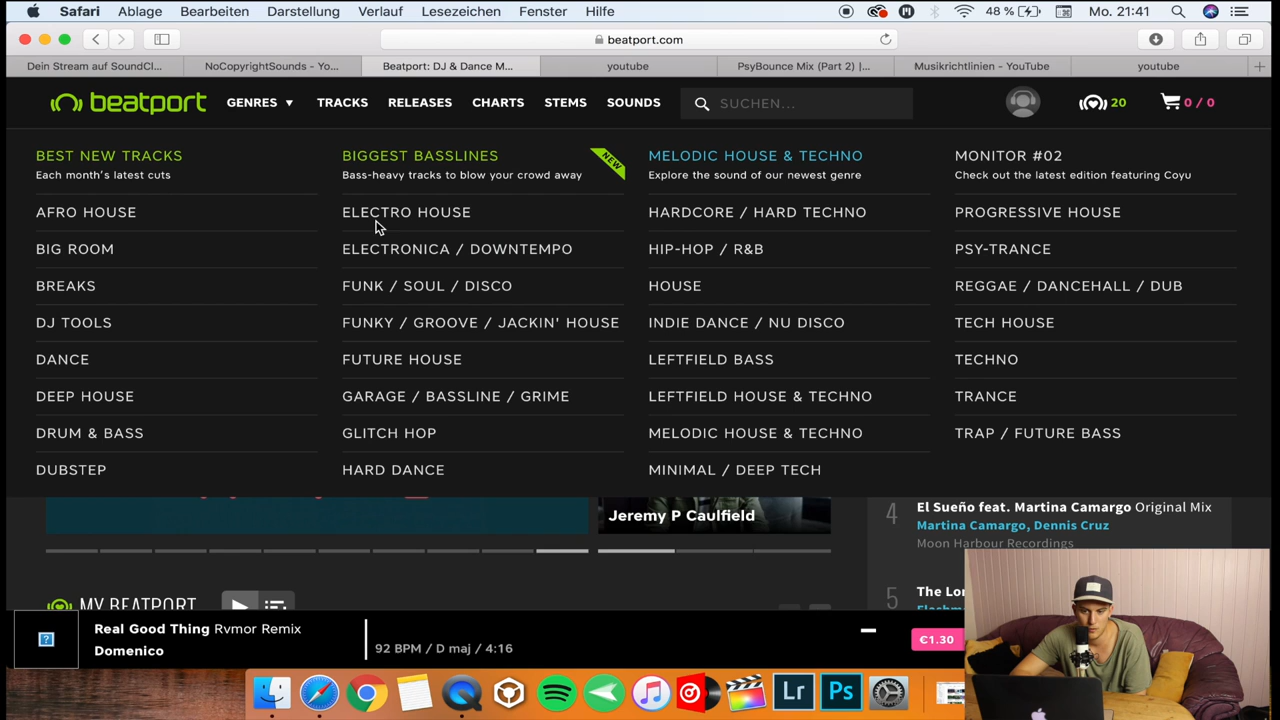 Safari Ablage Bearbeiten Darstellung Verlauf Lesezeichen Fenster Hilfe 48 % Mo. 21:41
beatport.com
Dein Stream auf SoundCl... NoCopyrightSounds - Yo... Beatport: DJ & Dance M... youtube PsyBounce Mix (Part 2) |... Musikrichtlinien - YouTube youtube
beatport GENRES ▼ TRACKS RELEASES CHARTS STEMS SOUNDS SUCHEN... 20 0 / 0
BEST NEW TRACKS
Each month's latest cuts
AFRO HOUSE
BIG ROOM
BREAKS
DJ TOOLS
DANCE
DEEP HOUSE
DRUM & BASS
DUBSTEP
BIGGEST BASSLINES
NEW
Bass-heavy tracks to blow your crowd away
ELECTRO HOUSE
ELECTRONICA / DOWNTEMPO
FUNK / SOUL / DISCO
FUNKY / GROOVE / JACKIN' HOUSE
FUTURE HOUSE
GARAGE / BASSLINE / GRIME
GLITCH HOP
HARD DANCE
MELODIC HOUSE & TECHNO
Explore the sound of our newest genre
HARDCORE / HARD TECHNO
HIP-HOP / R&B
HOUSE
INDIE DANCE / NU DISCO
LEFTFIELD BASS
LEFTFIELD HOUSE & TECHNO
MELODIC HOUSE & TECHNO
MINIMAL / DEEP TECH
MONITOR #02
Check out the latest edition featuring Coyu
PROGRESSIVE HOUSE
PSY-TRANCE
REGGAE / DANCEHALL / DUB
TECH HOUSE
TECHNO
TRANCE
TRAP / FUTURE BASS
Jeremy P Caulfield
4 El Sueño feat. Martina Camargo Original Mix
Martina Camargo, Dennis Cruz
Moon Harbour Recordings
5 The
MY BEATPORT
Real Good Thing Rvmor Remix
Domenico
92 BPM / D maj / 4:16
€1.30
Lr Ps